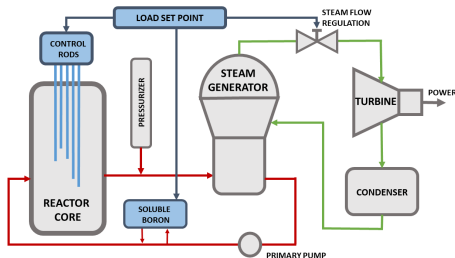 LOAD SET POINT
STEAM FLOW
REGULATION
CONTROL
RODS
PRESSURIZER
STEAM
GENERATOR
TURBINE
POWER
REACTOR
CORE
SOLUBLE
BORON
CONDENSER
PRIMARY PUMP